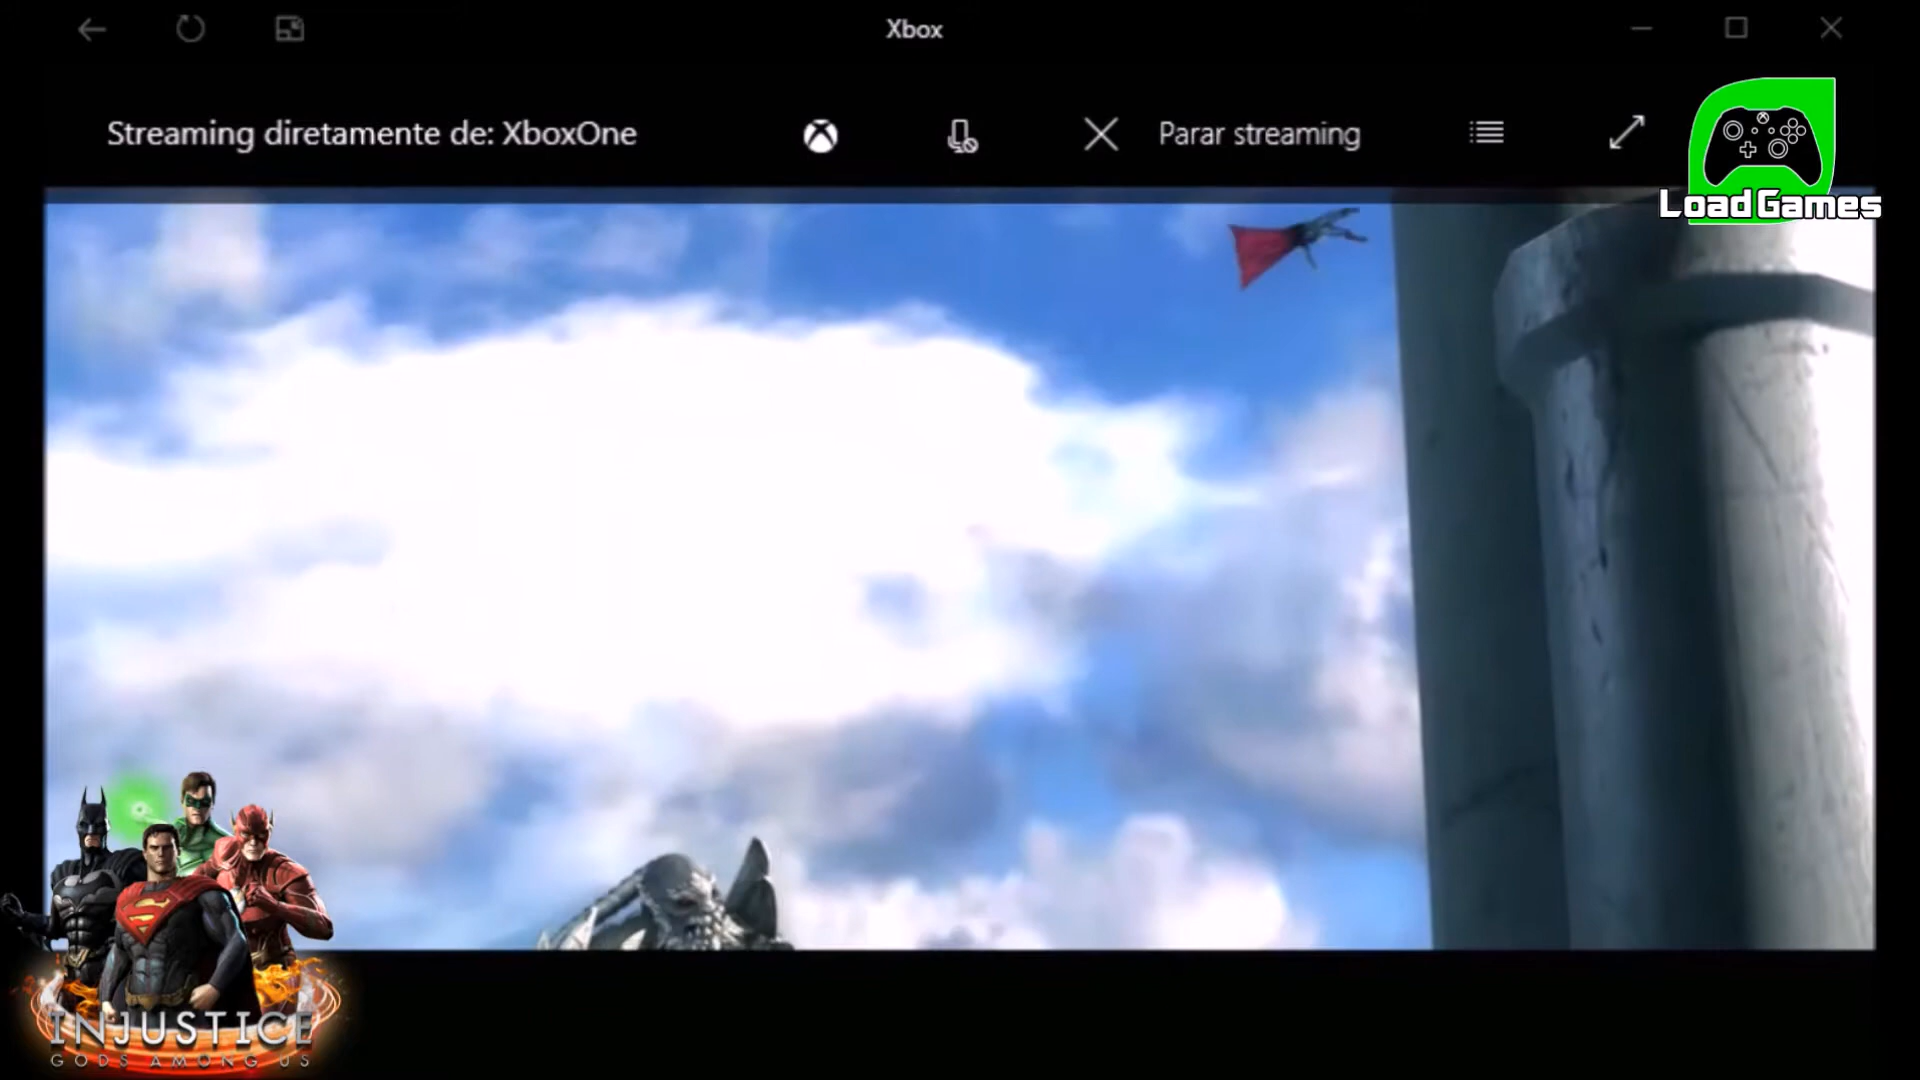 Xbox
Streaming diretamente de: XboxOne
Parar streaming
Load Games
INJUSTICE
GODS AMONG US